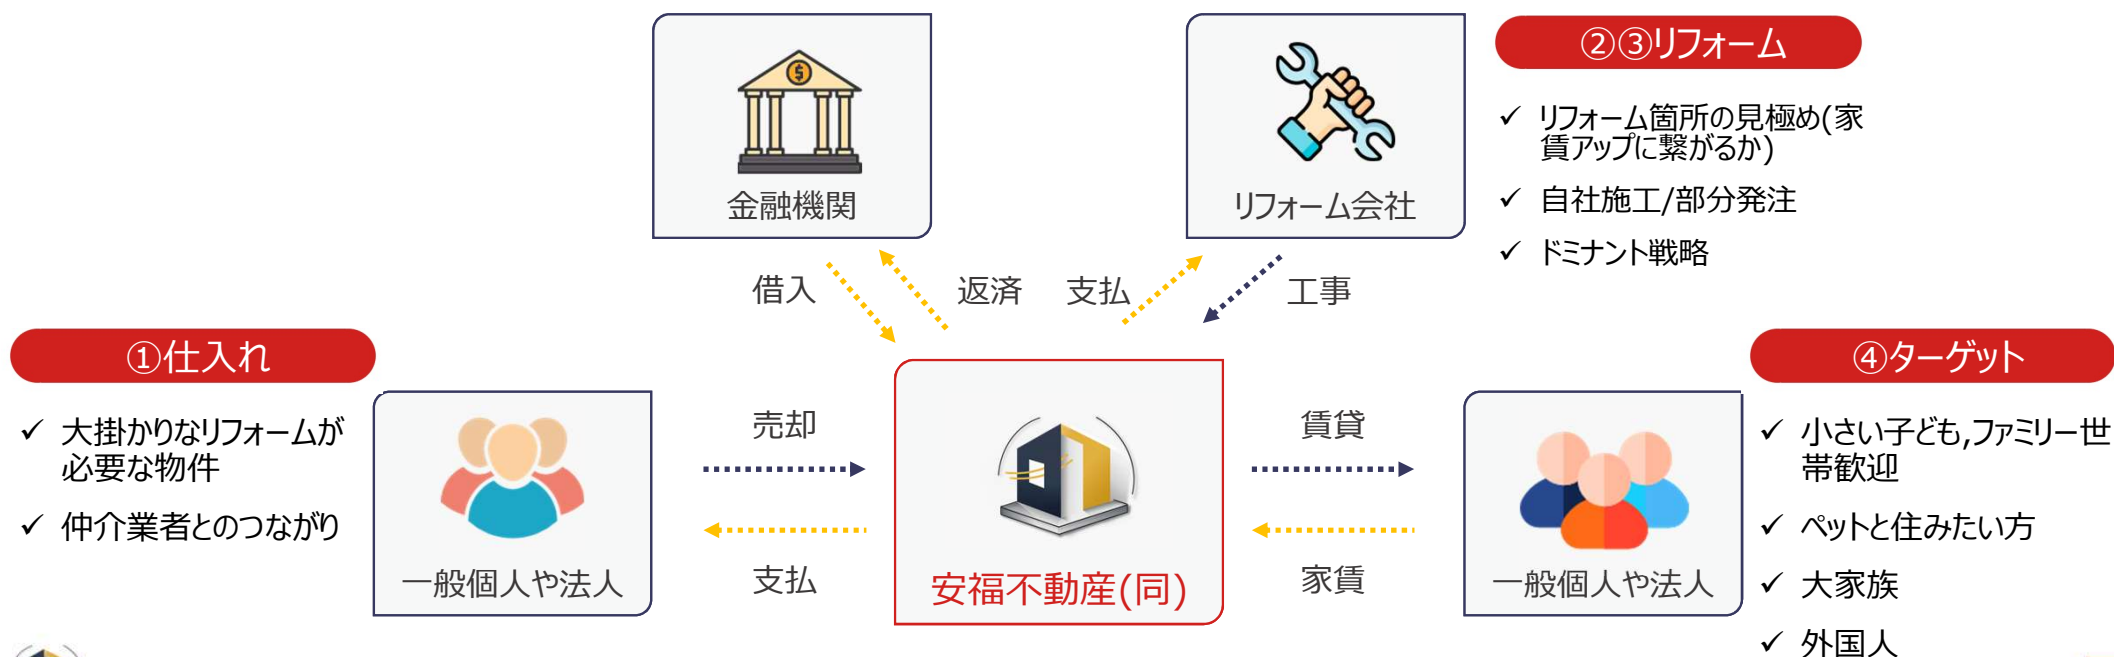 ②③リフォーム
✓ リフォーム箇所の見極め(家
賃アップに繋がるか)
✓ 自社施工/部分発注
✓ ドミナント戦略
金融機関
リフォーム会社
借入
返済
支払
工事
①仕入れ
✓ 大掛かりなリフォームが
必要な物件
✓ 仲介業者とのつながり
一般個人や法人
売却
支払
安福不動産(同)
賃貸
家賃
一般個人や法人
④ターゲット
✓ 小さい子ども,ファミリー世
帯歓迎
✓ ペットと住みたい方
✓ 大家族
✓ 外国人